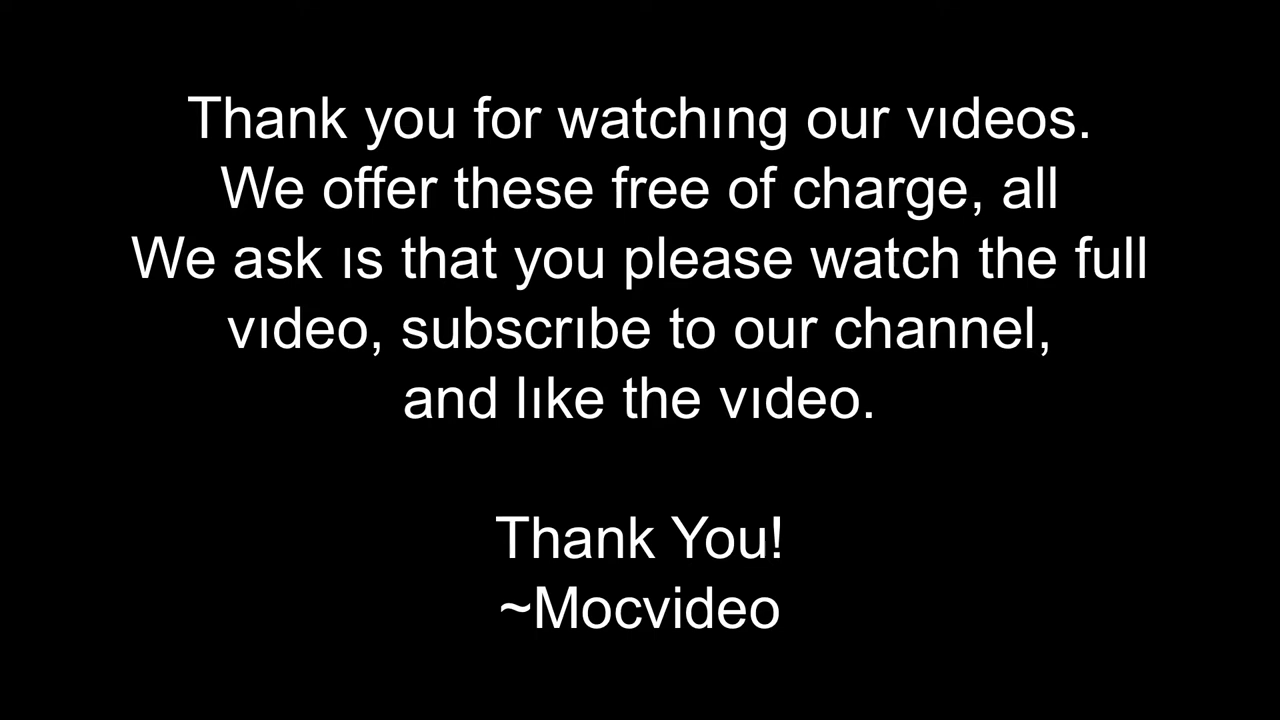 Thank you for watchıng our vıdeos.
We offer these free of charge, all
We ask ıs that you please watch the full
vıdeo, subscrıbe to our channel,
and lıke the vıdeo.
Thank You!
~Mocvideo